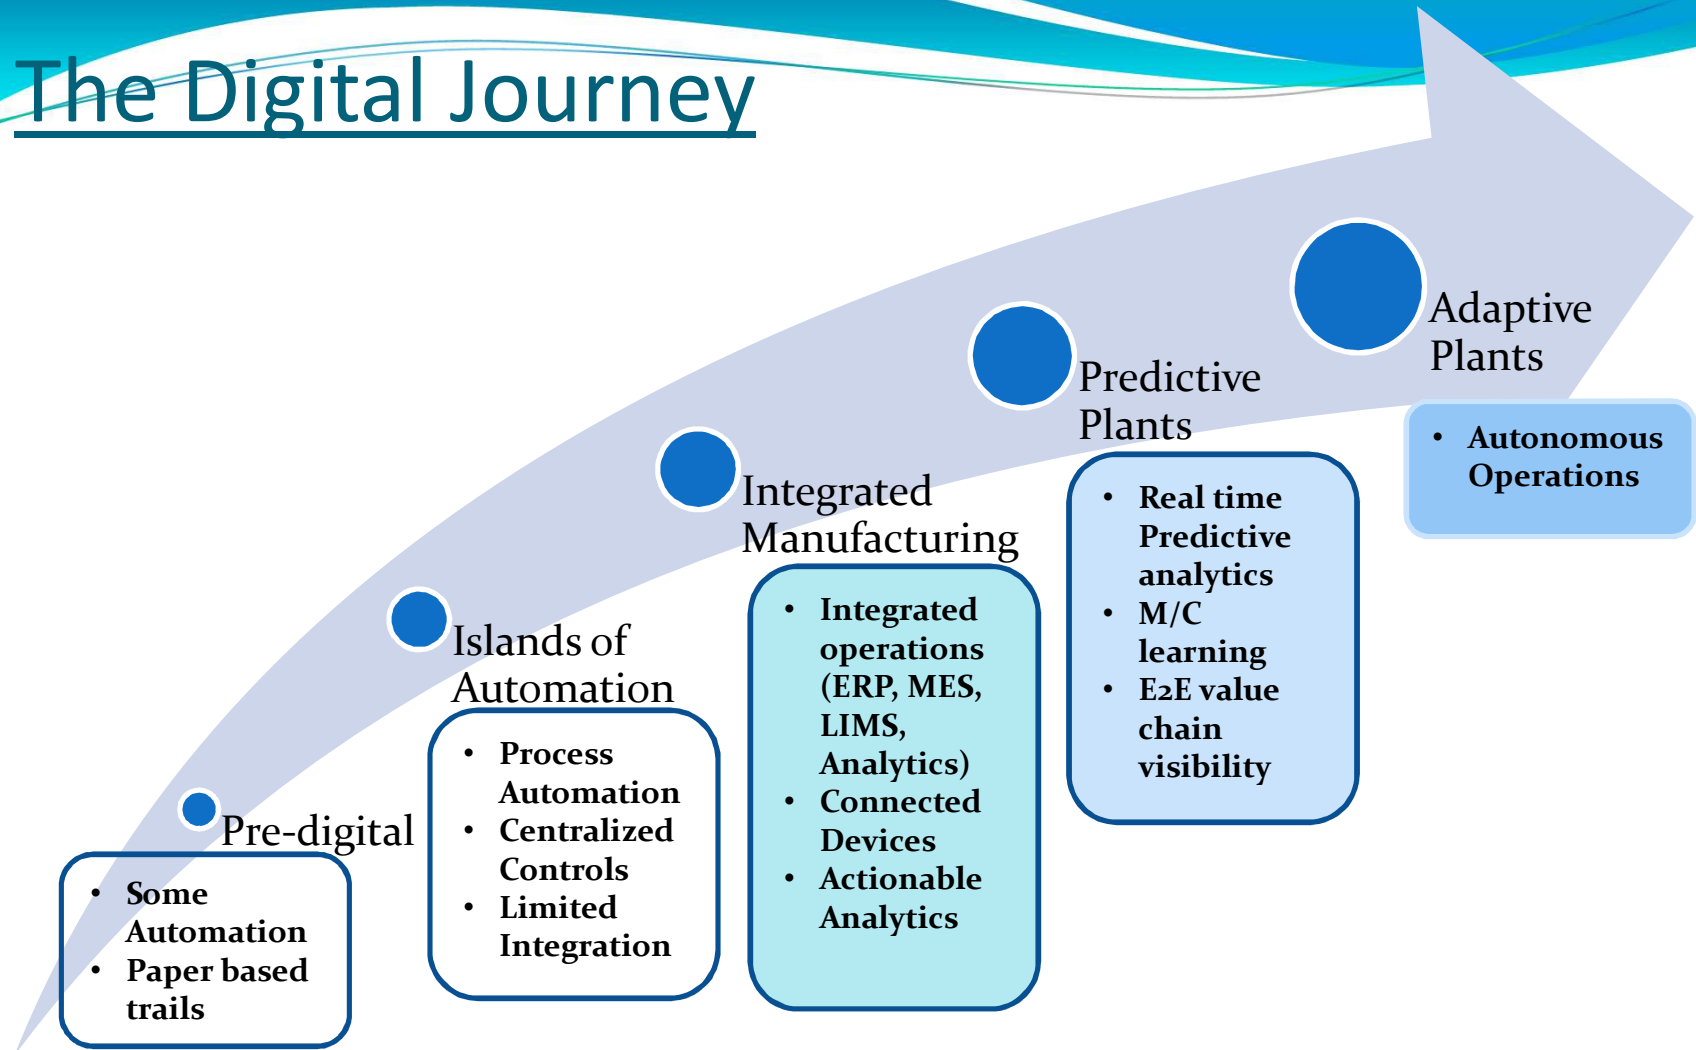 The Digital Journey
Pre-digital
• Some
Automation
• Paper based
trails
Islands of
Automation
• Process
Automation
• Centralized
Controls
• Limited
Integration
Integrated
Manufacturing
• Integrated
operations
(ERP, MES,
LIMS,
Analytics)
• Connected
Devices
• Actionable
Analytics
Predictive
Plants
• Real time
Predictive
analytics
• M/C
learning
• E2E value
chain
visibility
Adaptive
Plants
• Autonomous
Operations